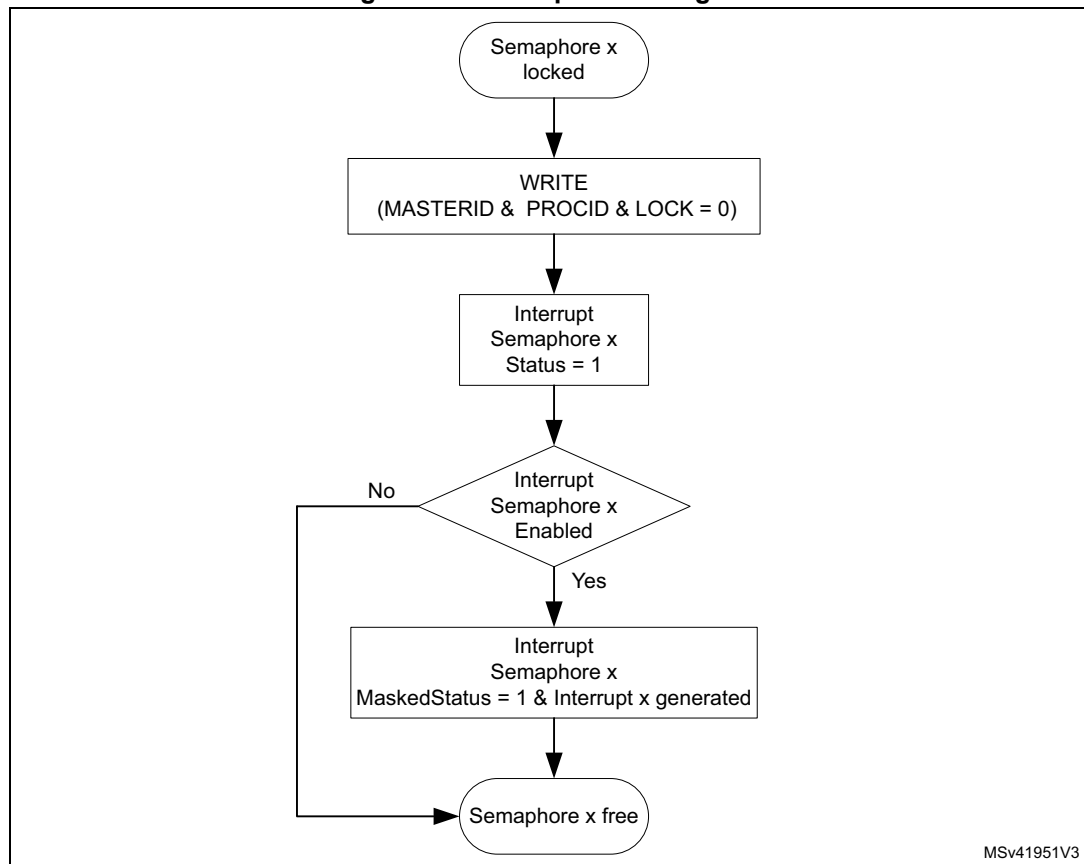 Semaphore x
locked
WRITE
(MASTERID & PROCID & LOCK = 0)
Interrupt
Semaphore x
Status = 1
Interrupt
Semaphore x
Enabled
No
Yes
Interrupt
Semaphore x
MaskedStatus = 1 & Interrupt x generated
Semaphore x free
MSv41951V3